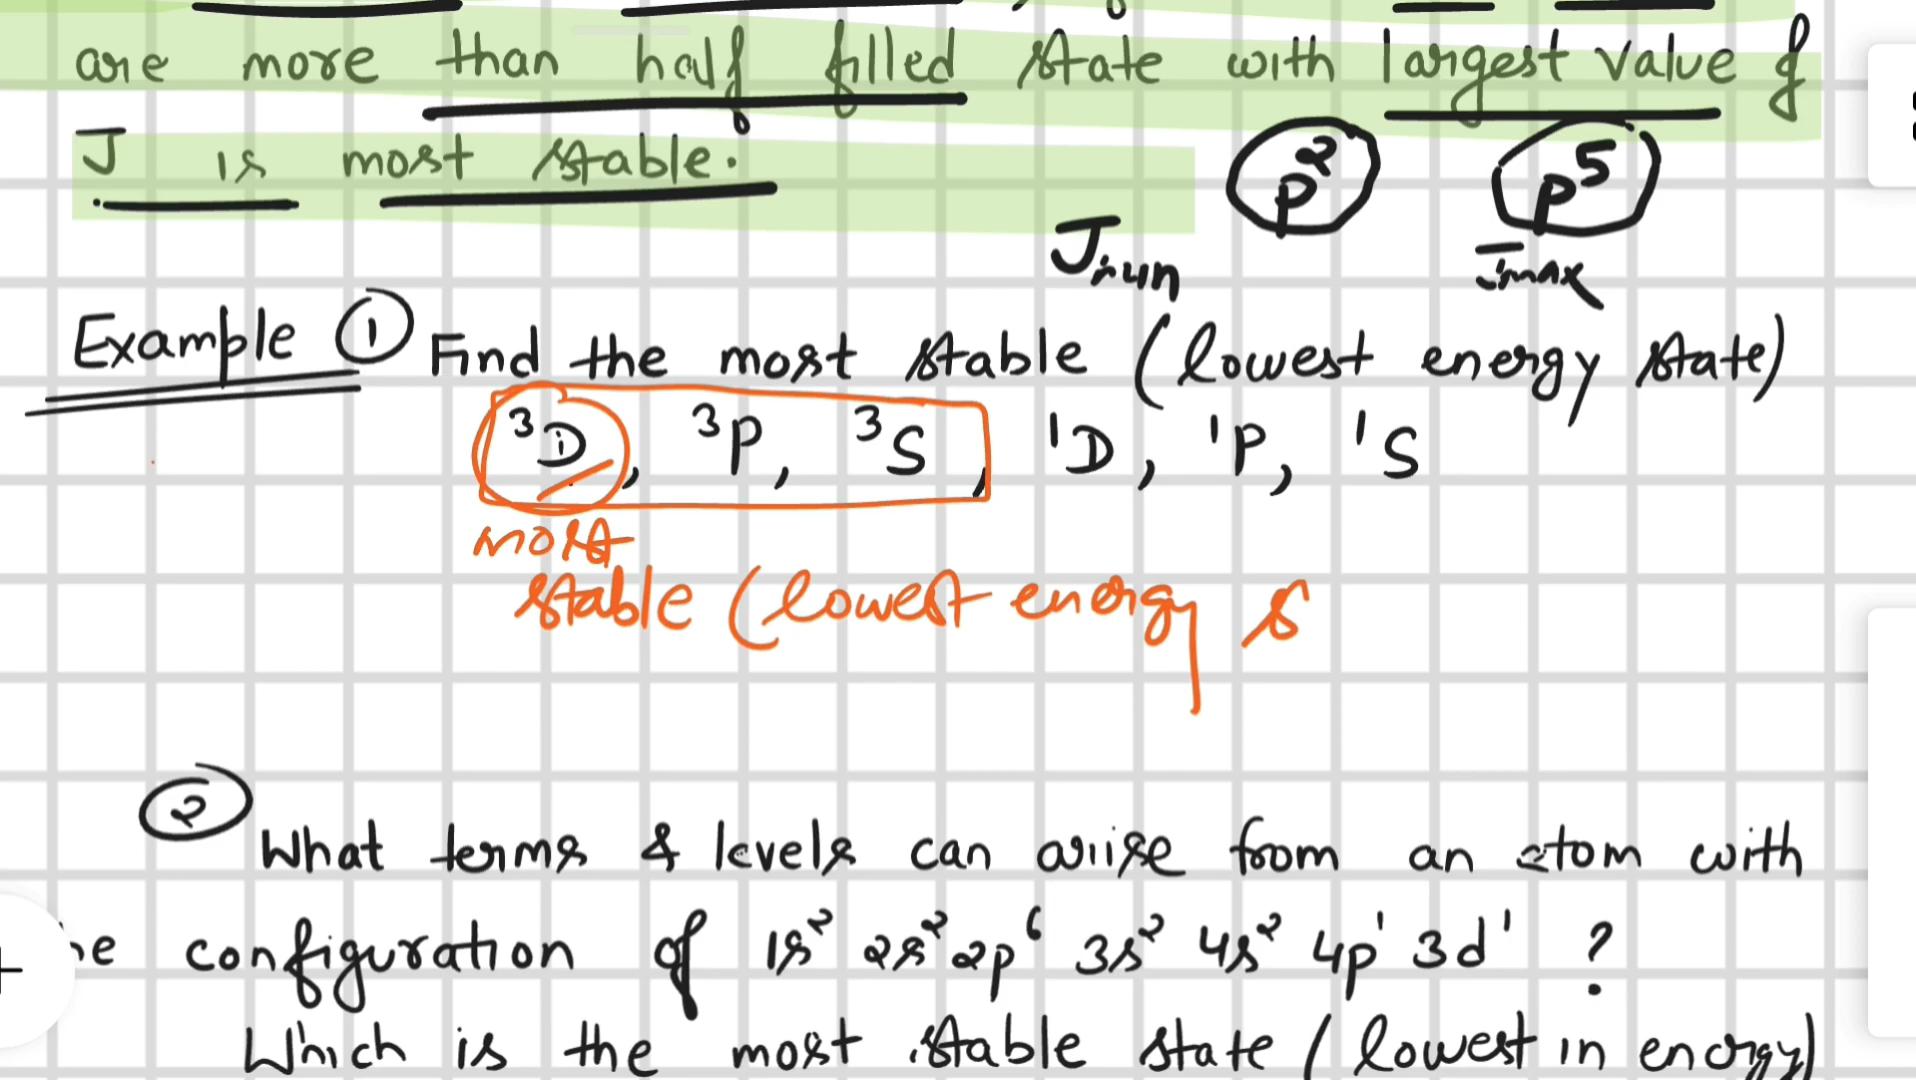 are more than half filled state with largest value of
J is most stable.
p² p⁵
Jmin Jmax
Example ① Find the most stable (lowest energy state)
³D, ³P, ³S, ¹D, ¹P, ¹S
most
stable (lowest energy s
② What terms & levels can arise from an atom with
he configuration of 1s² 2s² 2p⁶ 3s² 4s² 4p¹ 3d¹ ?
Which is the most stable state (lowest in energy)